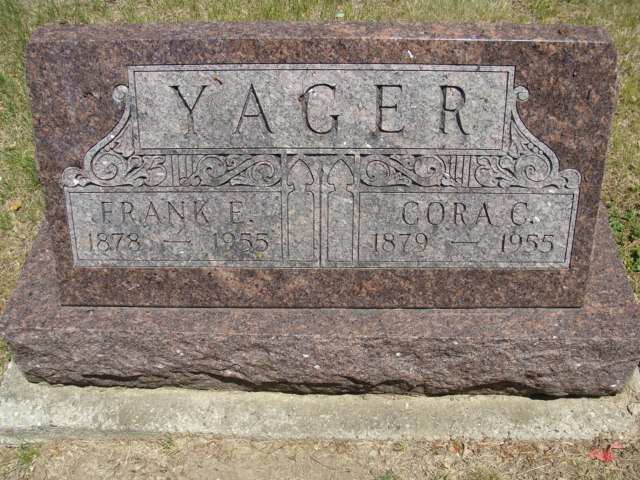 YAGER
FRANK E.
1878 — 1955
CORA C.
1879 — 1955